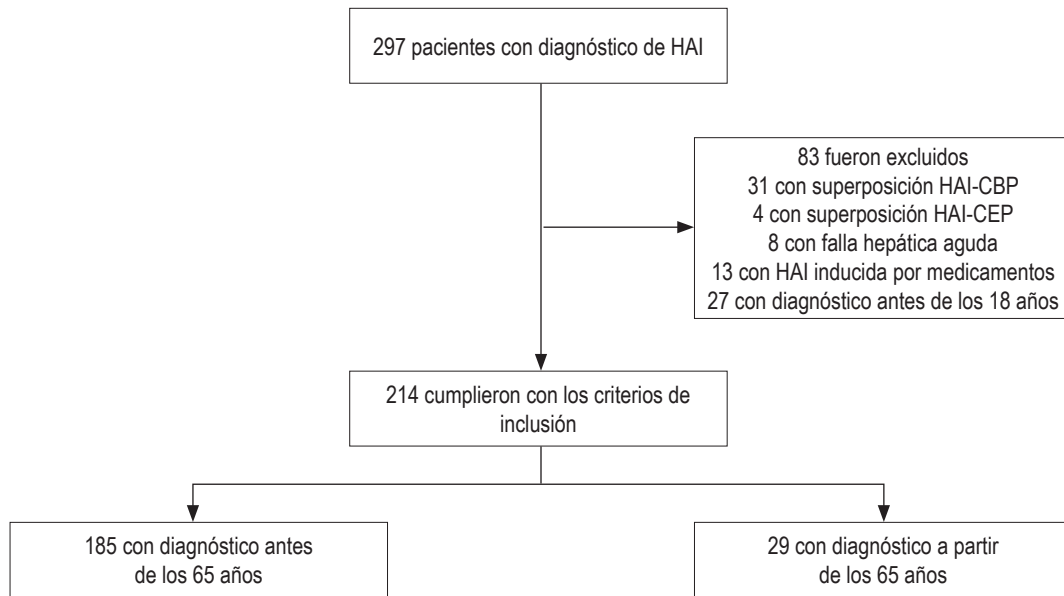 297 pacientes con diagnóstico de HAI
83 fueron excluidos
31 con superposición HAI-CBP
4 con superposición HAI-CEP
8 con falla hepática aguda
13 con HAI inducida por medicamentos
27 con diagnóstico antes de los 18 años
214 cumplieron con los criterios de
inclusión
185 con diagnóstico antes
de los 65 años
29 con diagnóstico a partir
de los 65 años